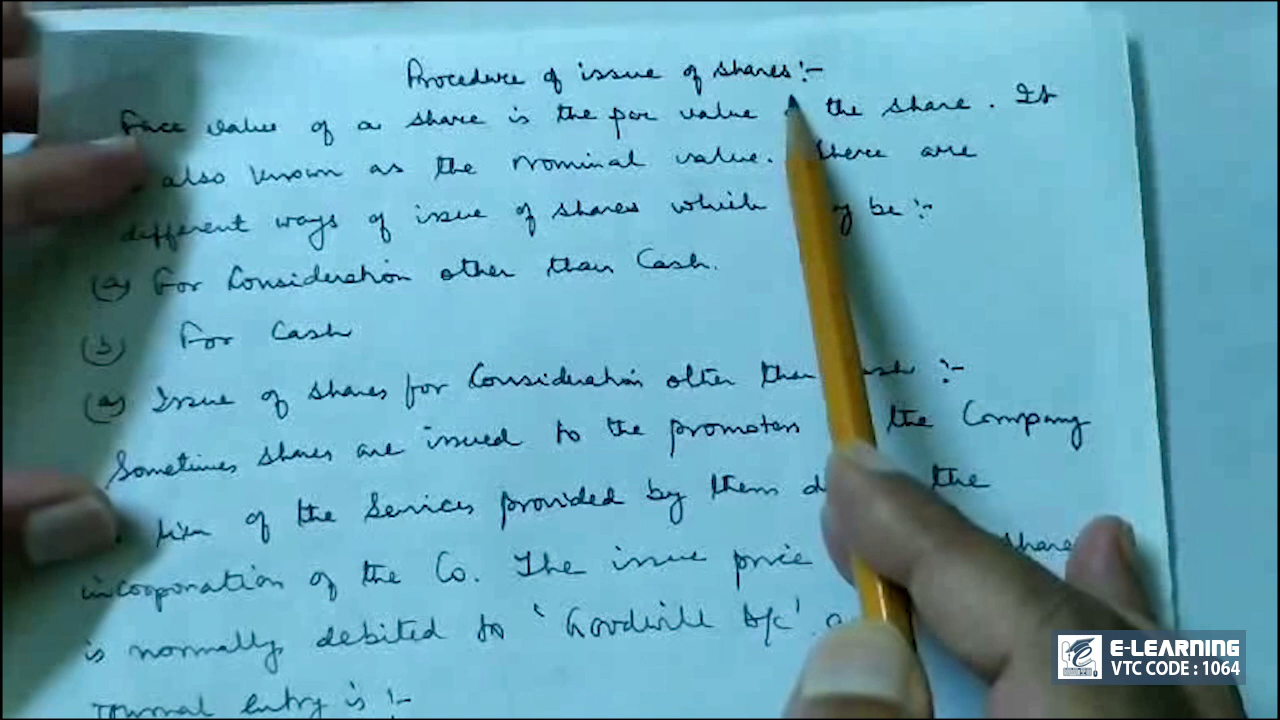 Procedure of issue of shares :-
Face value of a share is the par value the share. It
also known as the nominal value. There are
different ways of issue of shares which be :-
(a) For Consideration other than Cash.
(b) For Cash
(a) Issue of shares for Consideration other than Cash :-
Sometimes shares are issued to the promoters the Company
lieu of the Services provided by them the
incorporation of the Co. The issue price share
is normally debited to 'Goodwill A/c'.
Journal entry is :-
E-LEARNING
VTC CODE : 1064